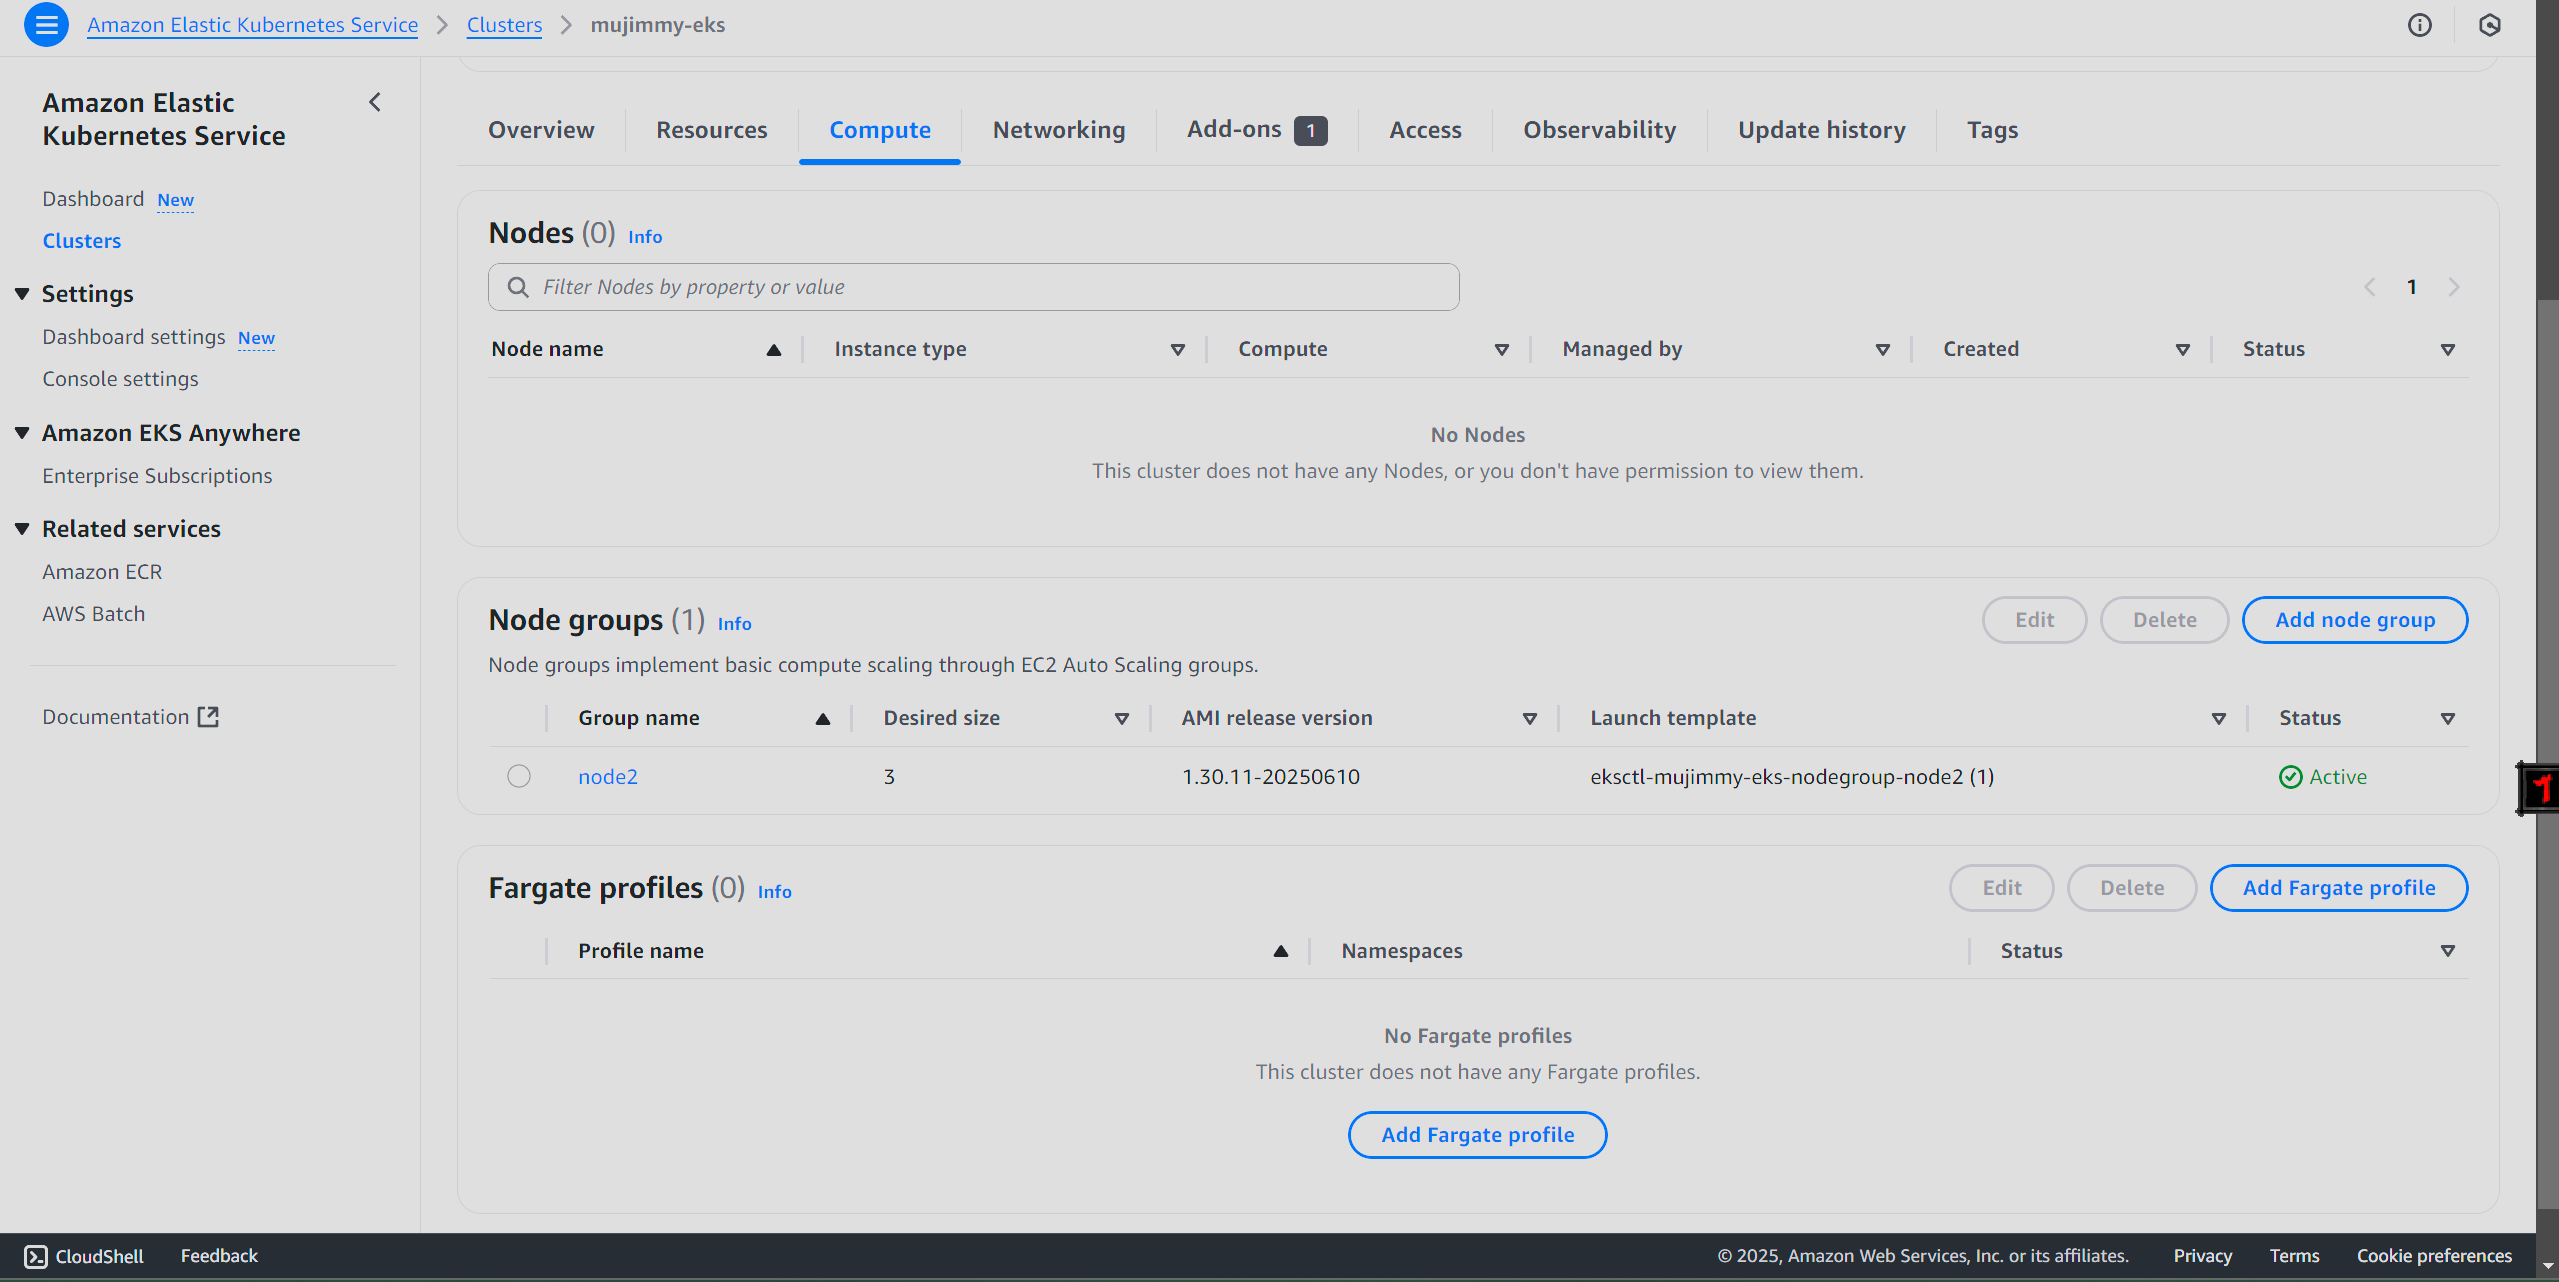 Amazon Elastic Kubernetes Service > Clusters > mujimmy-eks
Amazon Elastic
Kubernetes Service
Dashboard New
Clusters
Settings
Dashboard settings New
Console settings
Amazon EKS Anywhere
Enterprise Subscriptions
Related services
Amazon ECR
AWS Batch
Documentation
Overview Resources Compute Networking Add-ons 1 Access Observability Update history Tags
Nodes (0) Info
Filter Nodes by property or value
1
Node name Instance type Compute Managed by Created Status
No Nodes
This cluster does not have any Nodes, or you don't have permission to view them.
Node groups (1) Info
Edit Delete Add node group
Node groups implement basic compute scaling through EC2 Auto Scaling groups.
Group name Desired size AMI release version Launch template Status
node2 3 1.30.11-20250610 eksctl-mujimmy-eks-nodegroup-node2 (1) Active
Fargate profiles (0) Info
Edit Delete Add Fargate profile
Profile name Namespaces Status
No Fargate profiles
This cluster does not have any Fargate profiles.
Add Fargate profile
CloudShell Feedback
© 2025, Amazon Web Services, Inc. or its affiliates. Privacy Terms Cookie preferences